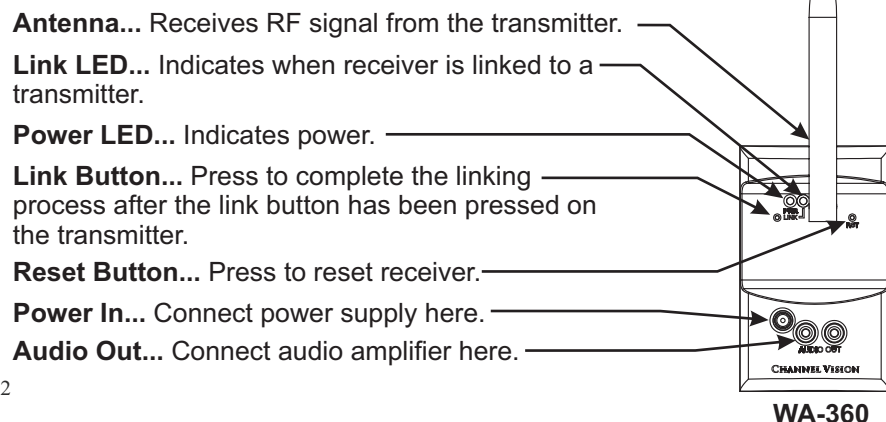 Antenna... Receives RF signal from the transmitter.
Link LED... Indicates when receiver is linked to a
transmitter.
Power LED... Indicates power.
Link Button... Press to complete the linking
process after the link button has been pressed on
the transmitter.
Reset Button... Press to reset receiver.
Power In... Connect power supply here.
Audio Out... Connect audio amplifier here.
2
PWR
LINK
RST
AUDIO OUT
CHANNEL VISION
WA-360